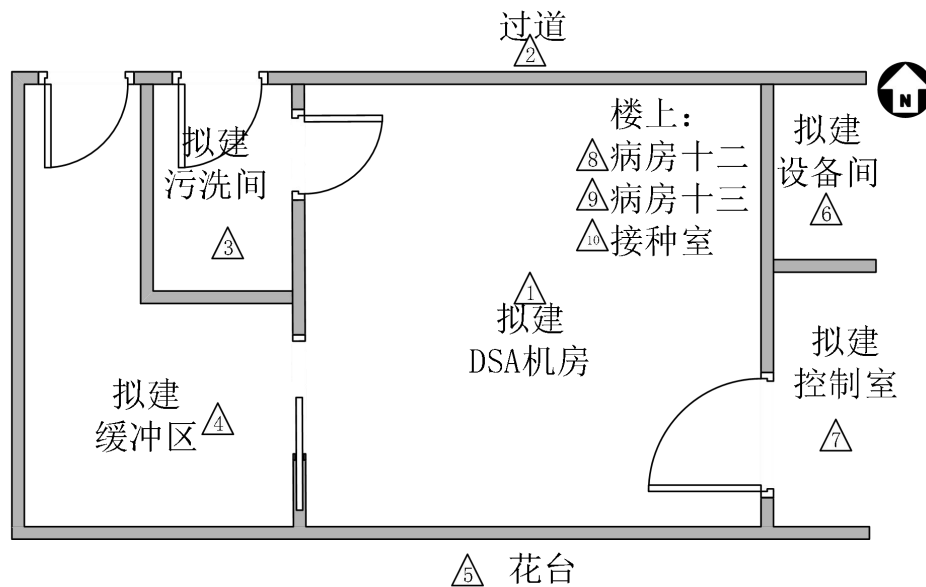 过道
2
N
楼上：
8 病房十二
9 病房十三
10 接种室
拟建
污洗间
3
拟建
设备间
6
1
拟建
DSA机房
拟建
缓冲区
4
拟建
控制室
7
5 花台